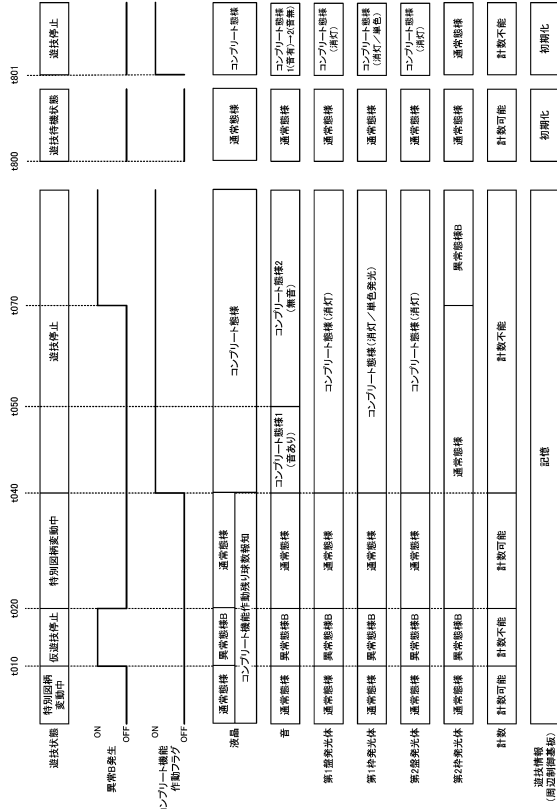 t010 t020 t040 t050 t070 t800 t801
遊技状態 特別図柄
変動中 仮遊技停止 特別図柄変動中 遊技停止 遊技待機状態 遊技停止
異常B発生 ON
OFF
コンプリート機能
作動フラグ ON
OFF
液晶 通常態様 異常態様B 通常態様 コンプリート態様 通常態様 コンプリート態様
コンプリート機能作動残り球数報知
音 通常態様 異常態様B 通常態様 コンプリート態様1
(音あり) コンプリート態様2
(無音) 通常態様 コンプリート態様
1(音有)→2(音無)
第1盤発光体 通常態様 異常態様B 通常態様 コンプリート態様(消灯) 通常態様 コンプリート態様
(消灯)
第1枠発光体 通常態様 異常態様B 通常態様 コンプリート態様(消灯/単色発光) 通常態様 コンプリート態様
(消灯/単色)
第2盤発光体 通常態様 異常態様B 通常態様 コンプリート態様(消灯) 通常態様 コンプリート態様
(消灯)
第2枠発光体 通常態様 異常態様B 通常態様 異常態様B 通常態様 通常態様
計数 計数可能 計数不能 計数可能 計数不能 計数可能 計数不能
遊技情報
(周辺制御基板) 記憶 初期化 初期化